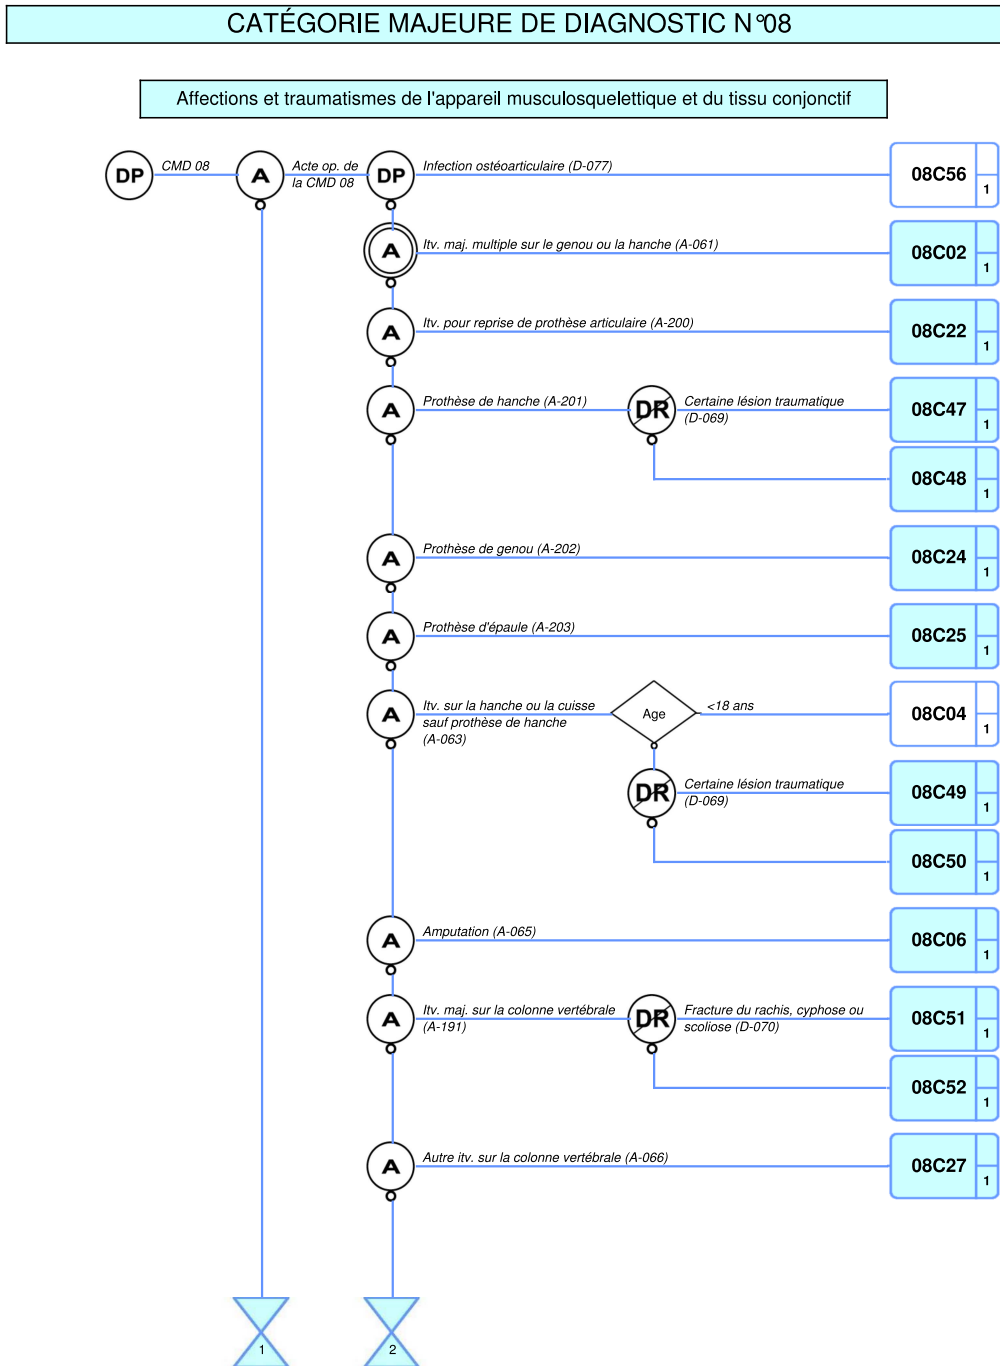 CATÉGORIE MAJEURE DE DIAGNOSTIC N°08
Affections et traumatismes de l'appareil musculosquelettique et du tissu conjonctif
DP
CMD 08
A
Acte op. de
la CMD 08
DP
Infection ostéoarticulaire (D-077)
08C56
1
A
Itv. maj. multiple sur le genou ou la hanche (A-061)
08C02
1
A
Itv. pour reprise de prothèse articulaire (A-200)
08C22
1
A
Prothèse de hanche (A-201)
DR
Certaine lésion traumatique
(D-069)
08C47
1
08C48
1
A
Prothèse de genou (A-202)
08C24
1
A
Prothèse d'épaule (A-203)
08C25
1
A
Itv. sur la hanche ou la cuisse
sauf prothèse de hanche
(A-063)
Age
<18 ans
08C04
1
DR
Certaine lésion traumatique
(D-069)
08C49
1
08C50
1
A
Amputation (A-065)
08C06
1
A
Itv. maj. sur la colonne vertébrale
(A-191)
DR
Fracture du rachis, cyphose ou
scoliose (D-070)
08C51
1
08C52
1
A
Autre itv. sur la colonne vertébrale (A-066)
08C27
1
1
2